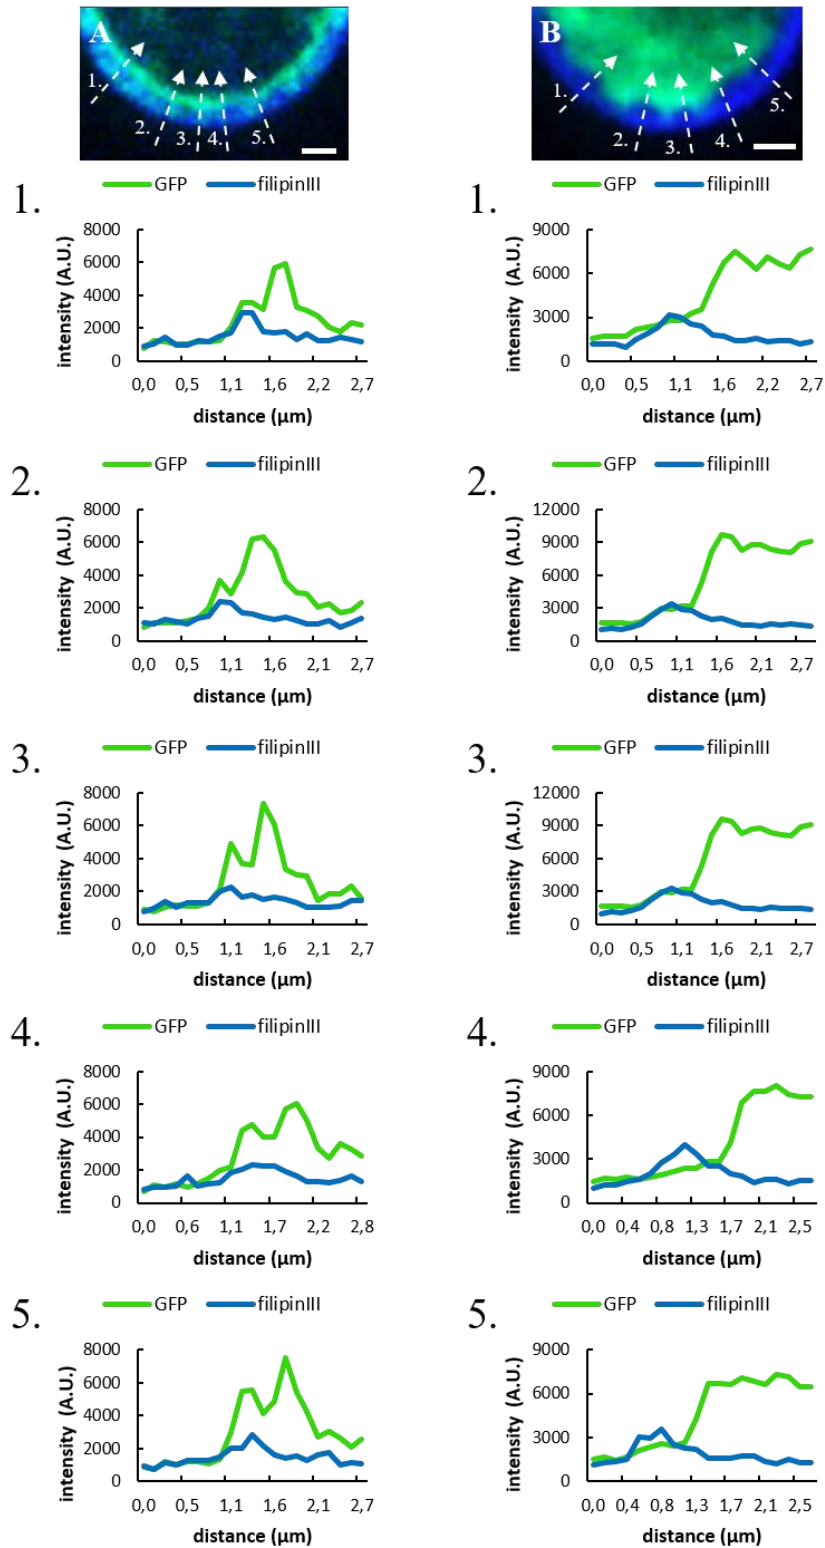 A
1.
2.
3.
4.
5.
B
1.
2.
3.
4.
5.
1.
GFP filipinIII
intensity (A.U.)
8000
6000
4000
2000
0
0,0 0,5 1,1 1,6 2,2 2,7
distance (µm)
1.
GFP filipinIII
intensity (A.U.)
9000
6000
3000
0
0,0 0,5 1,1 1,6 2,2 2,7
distance (µm)
2.
GFP filipinIII
intensity (A.U.)
8000
6000
4000
2000
0
0,0 0,5 1,1 1,6 2,1 2,7
distance (µm)
2.
GFP filipinIII
intensity (A.U.)
12000
9000
6000
3000
0
0,0 0,5 1,1 1,6 2,1 2,7
distance (µm)
3.
GFP filipinIII
intensity (A.U.)
8000
6000
4000
2000
0
0,0 0,5 1,1 1,6 2,1 2,7
distance (µm)
3.
GFP filipinIII
intensity (A.U.)
12000
9000
6000
3000
0
0,0 0,5 1,1 1,6 2,1 2,7
distance (µm)
4.
GFP filipinIII
intensity (A.U.)
8000
6000
4000
2000
0
0,0 0,6 1,1 1,7 2,2 2,8
distance (µm)
4.
GFP filipinIII
intensity (A.U.)
9000
6000
3000
0
0,0 0,4 0,8 1,3 1,7 2,1 2,5
distance (µm)
5.
GFP filipinIII
intensity (A.U.)
8000
6000
4000
2000
0
0,0 0,5 1,1 1,6 2,2 2,7
distance (µm)
5.
GFP filipinIII
intensity (A.U.)
9000
6000
3000
0
0,0 0,4 0,8 1,3 1,7 2,1 2,5
distance (µm)